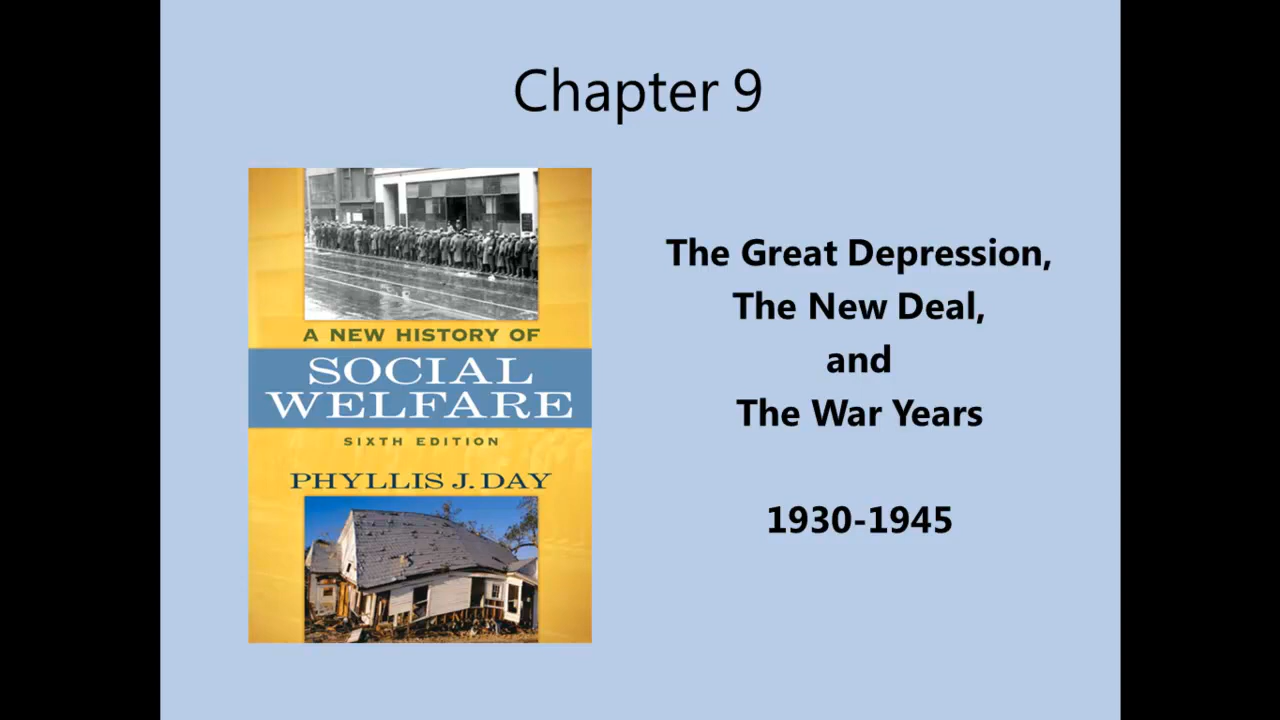 Chapter 9
A NEW HISTORY OF
SOCIAL
WELFARE
SIXTH EDITION
PHYLLIS J. DAY
The Great Depression,
The New Deal,
and
The War Years
1930-1945